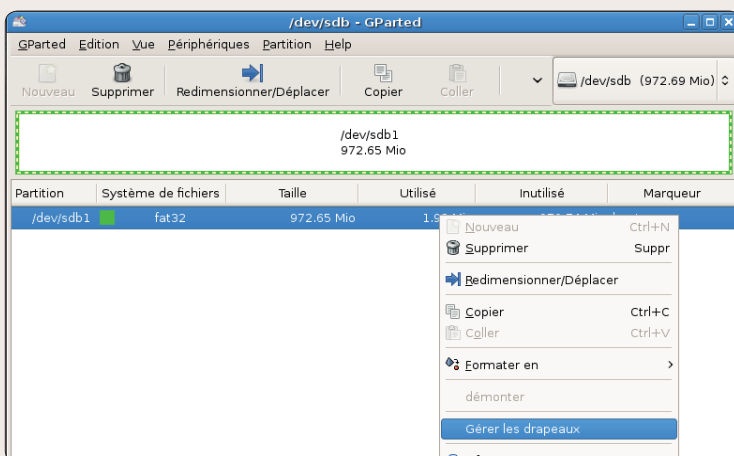 /dev/sdb - GParted
GParted Edition Vue Périphériques Partition Help
Nouveau Supprimer Redimensionner/Déplacer Copier Coller /dev/sdb (972.69 Mio)
/dev/sdb1
972.65 Mio
Partition Système de fichiers Taille Utilisé Inutilisé Marqueur
/dev/sdb1 fat32 972.65 Mio
Nouveau Ctrl+N
Supprimer Suppr
Redimensionner/Déplacer
Copier Ctrl+C
Coller Ctrl+V
Formater en
démonter
Gérer les drapeaux